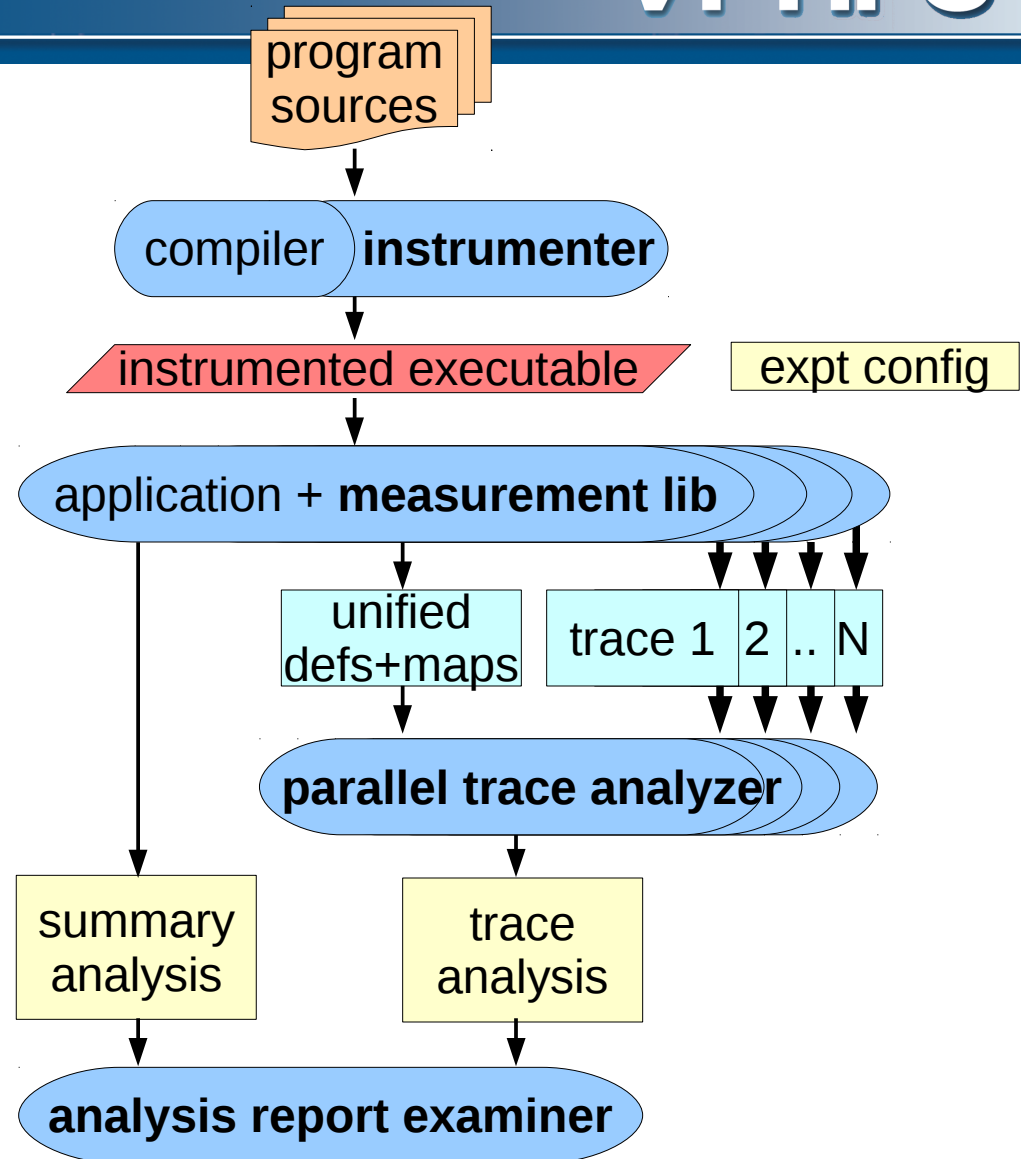 program
sources
compiler instrumenter
instrumented executable
expt config
application + measurement lib
unified
defs+maps
trace 1 2 .. N
parallel trace analyzer
summary
analysis
trace
analysis
analysis report examiner